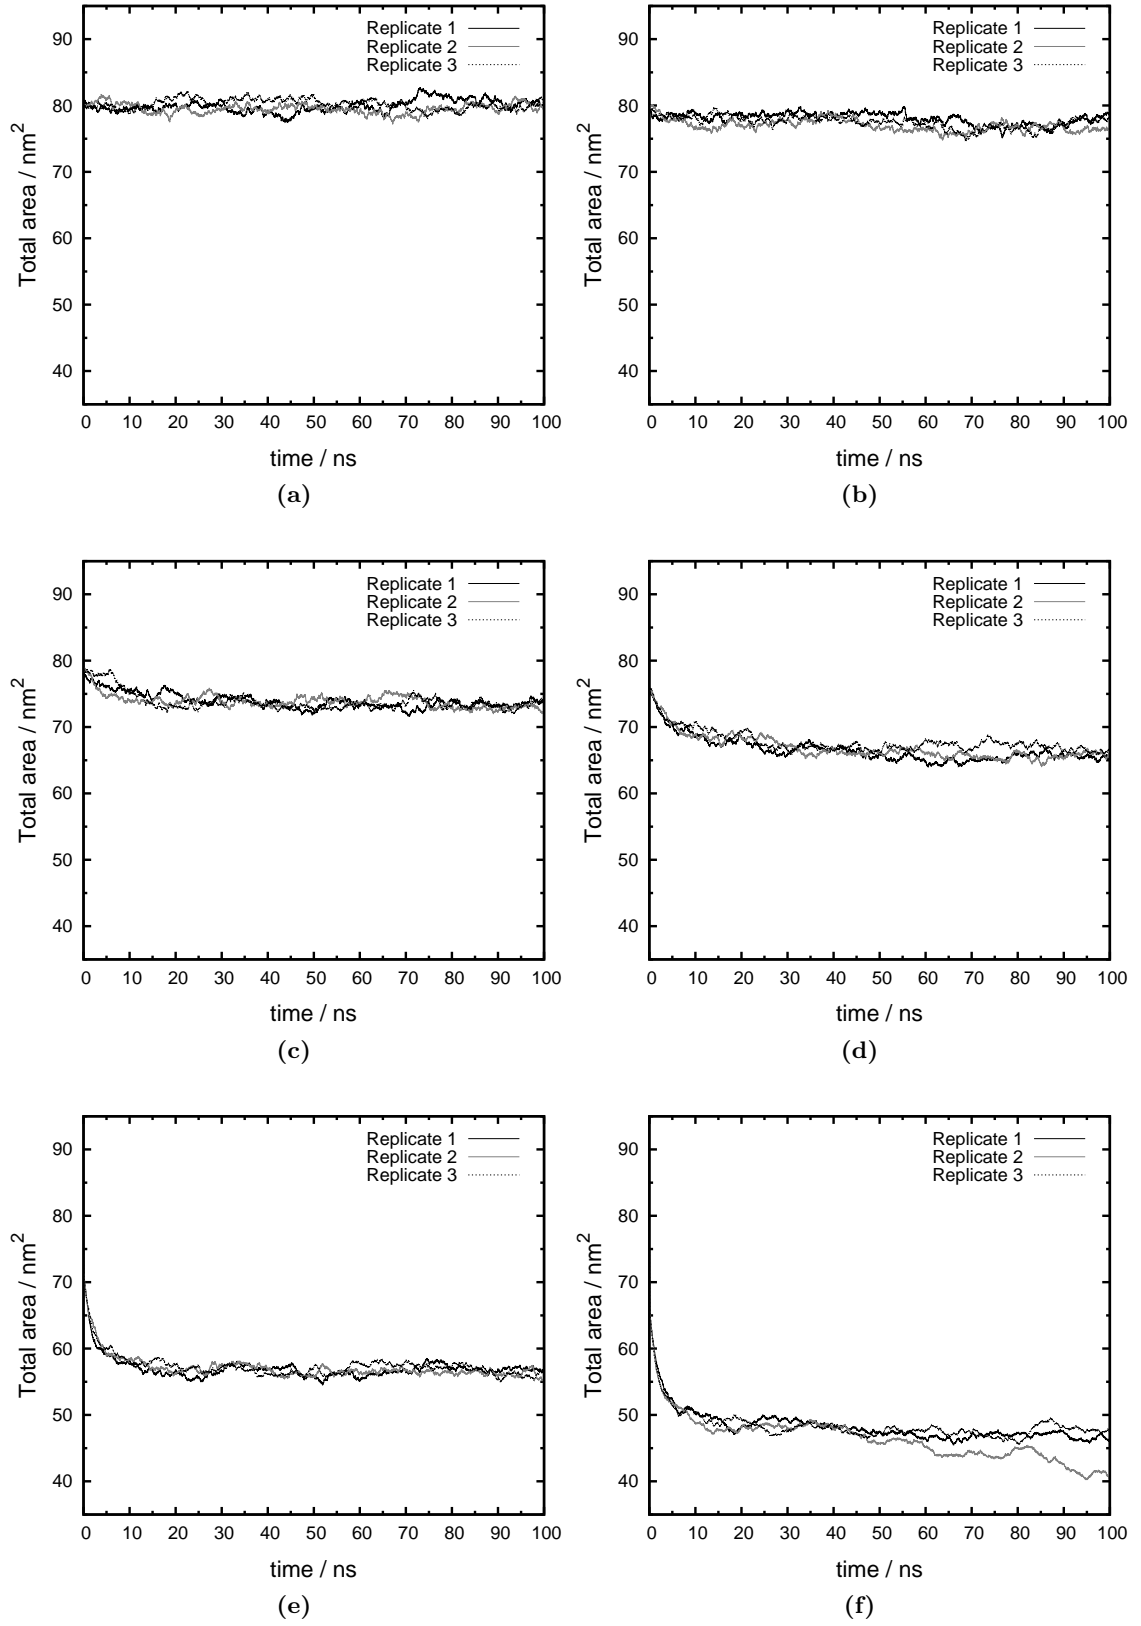 Total area / nm²
90
80
70
60
50
40
Replicate 1
Replicate 2
Replicate 3
0 10 20 30 40 50 60 70 80 90 100
time / ns
(a)
Total area / nm²
90
80
70
60
50
40
Replicate 1
Replicate 2
Replicate 3
0 10 20 30 40 50 60 70 80 90 100
time / ns
(b)
Total area / nm²
90
80
70
60
50
40
Replicate 1
Replicate 2
Replicate 3
0 10 20 30 40 50 60 70 80 90 100
time / ns
(c)
Total area / nm²
90
80
70
60
50
40
Replicate 1
Replicate 2
Replicate 3
0 10 20 30 40 50 60 70 80 90 100
time / ns
(d)
Total area / nm²
90
80
70
60
50
40
Replicate 1
Replicate 2
Replicate 3
0 10 20 30 40 50 60 70 80 90 100
time / ns
(e)
Total area / nm²
90
80
70
60
50
40
Replicate 1
Replicate 2
Replicate 3
0 10 20 30 40 50 60 70 80 90 100
time / ns
(f)